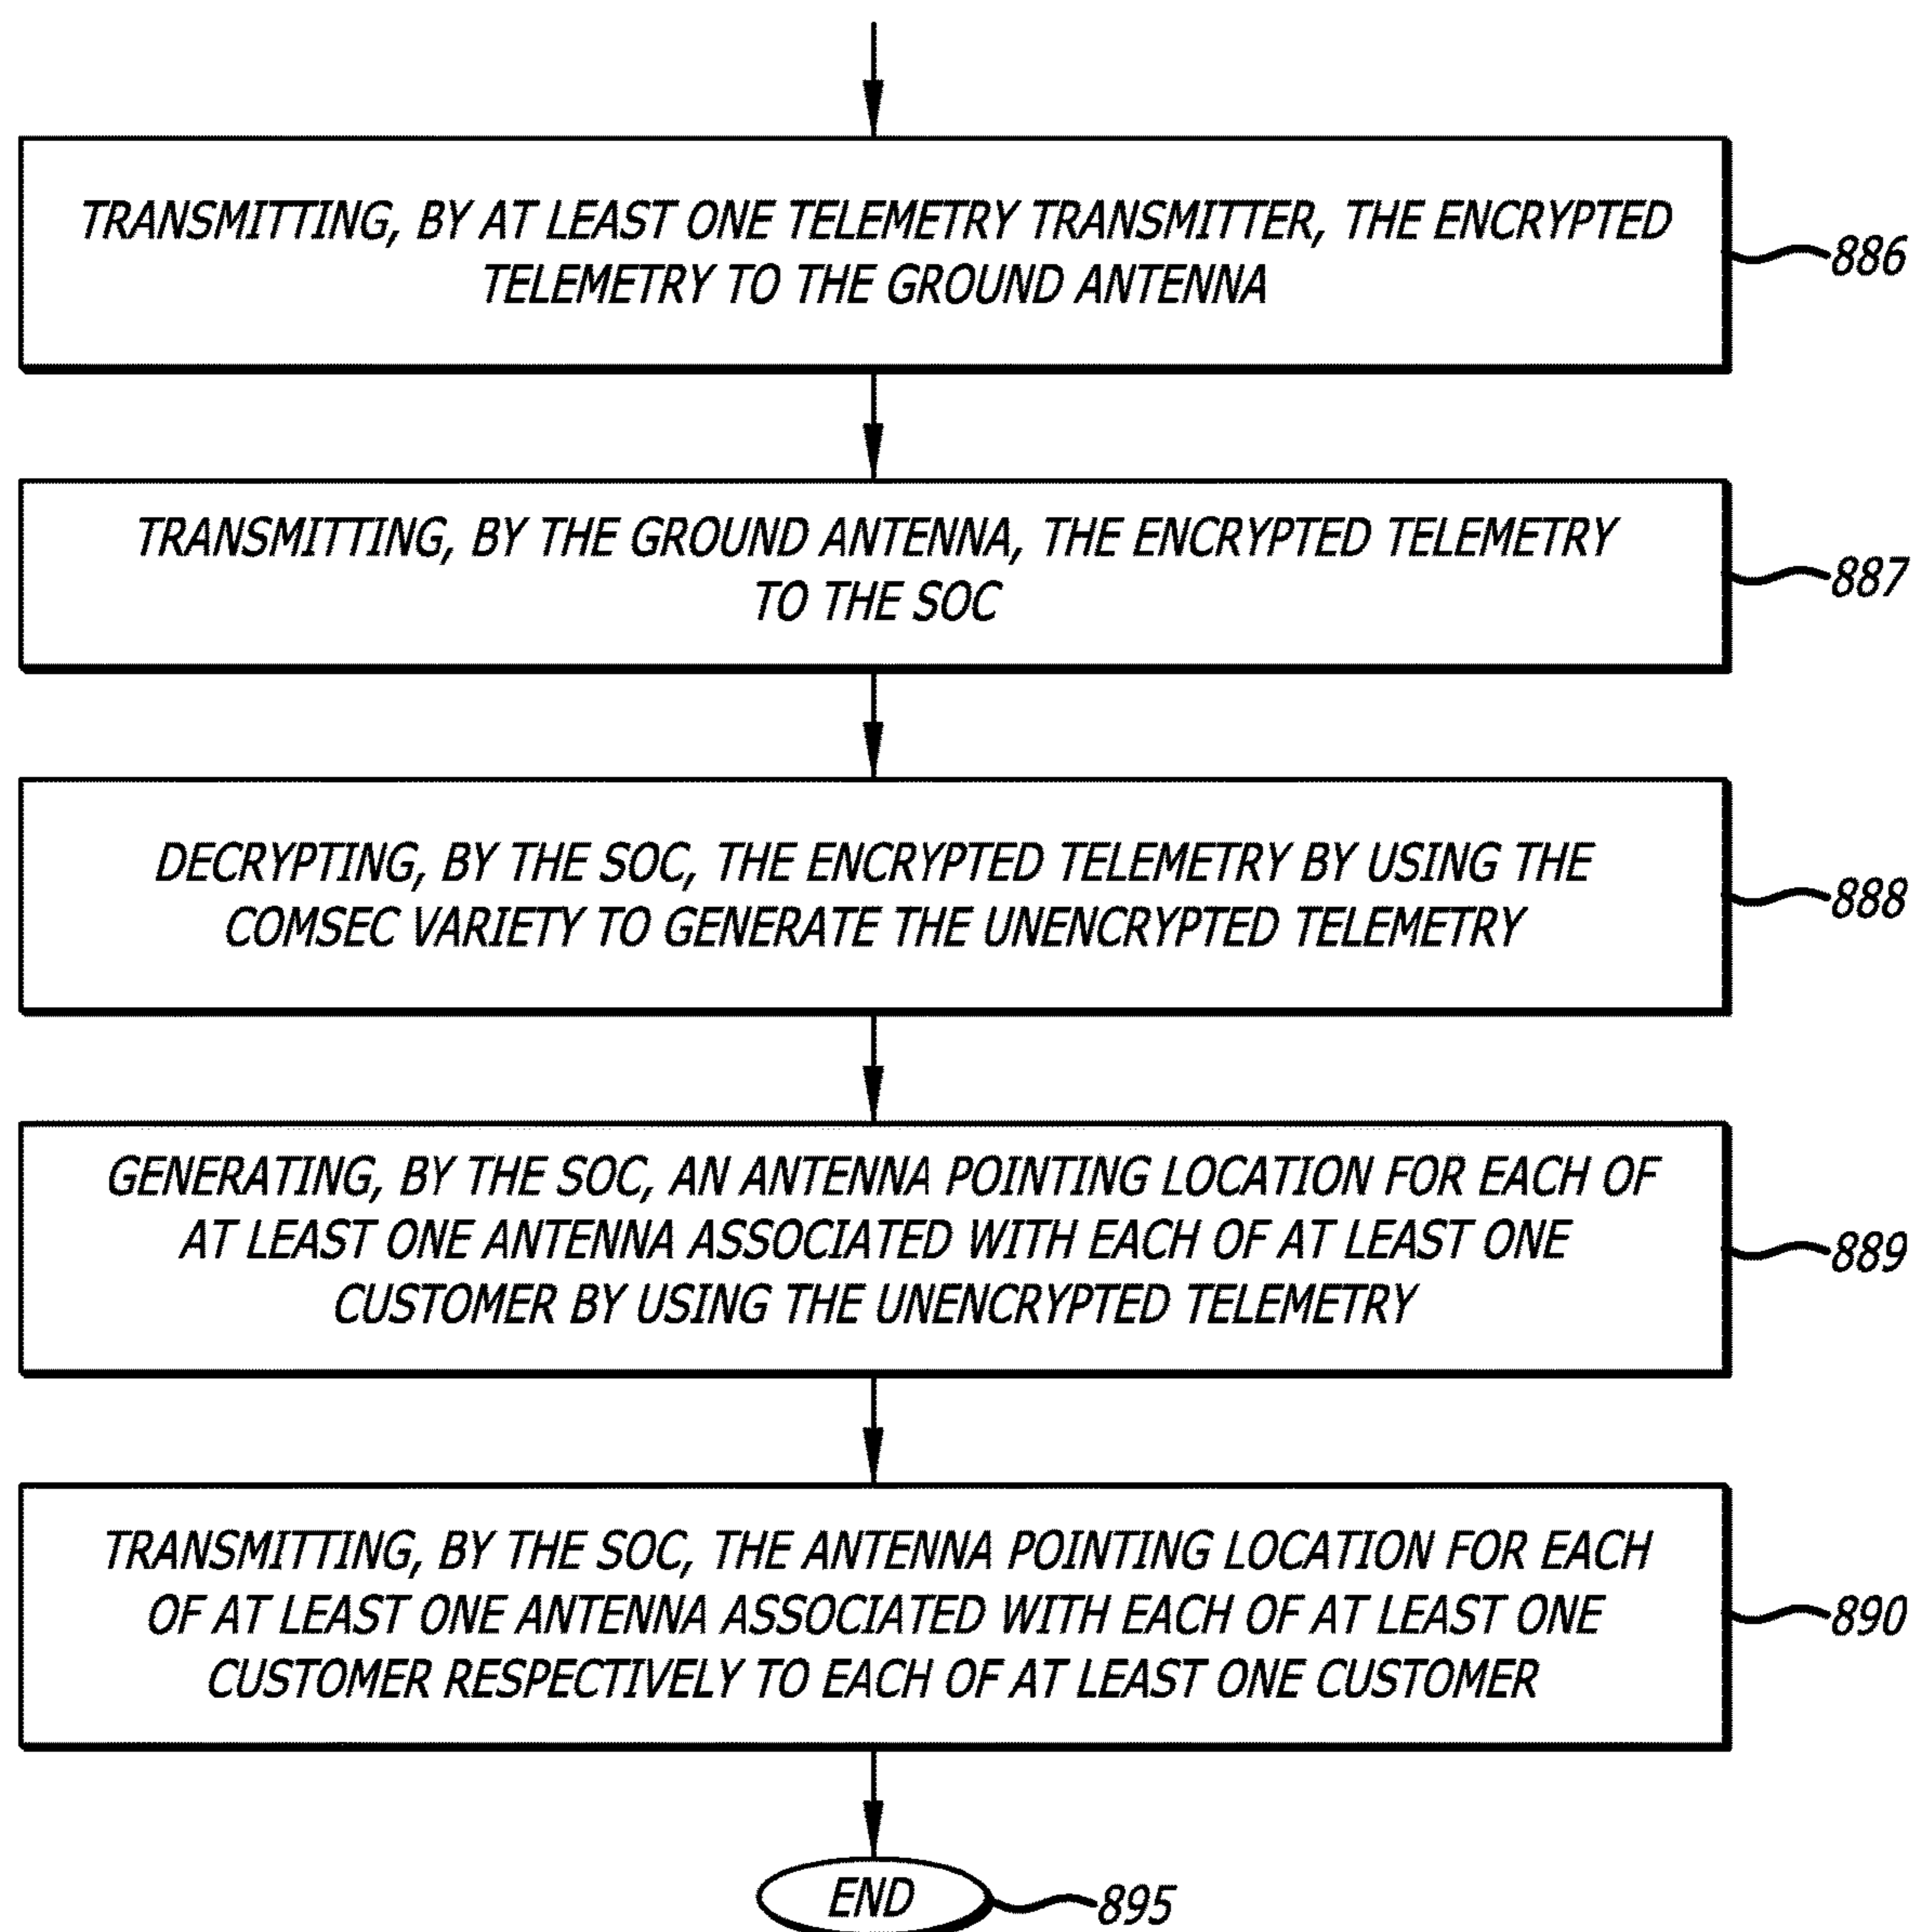 TRANSMITTING, BY AT LEAST ONE TELEMETRY TRANSMITTER, THE ENCRYPTED
TELEMETRY TO THE GROUND ANTENNA
886
TRANSMITTING, BY THE GROUND ANTENNA, THE ENCRYPTED TELEMETRY
TO THE SOC
887
DECRYPTING, BY THE SOC, THE ENCRYPTED TELEMETRY BY USING THE
COMSEC VARIETY TO GENERATE THE UNENCRYPTED TELEMETRY
888
GENERATING, BY THE SOC, AN ANTENNA POINTING LOCATION FOR EACH OF
AT LEAST ONE ANTENNA ASSOCIATED WITH EACH OF AT LEAST ONE
CUSTOMER BY USING THE UNENCRYPTED TELEMETRY
889
TRANSMITTING, BY THE SOC, THE ANTENNA POINTING LOCATION FOR EACH
OF AT LEAST ONE ANTENNA ASSOCIATED WITH EACH OF AT LEAST ONE
CUSTOMER RESPECTIVELY TO EACH OF AT LEAST ONE CUSTOMER
890
END
895